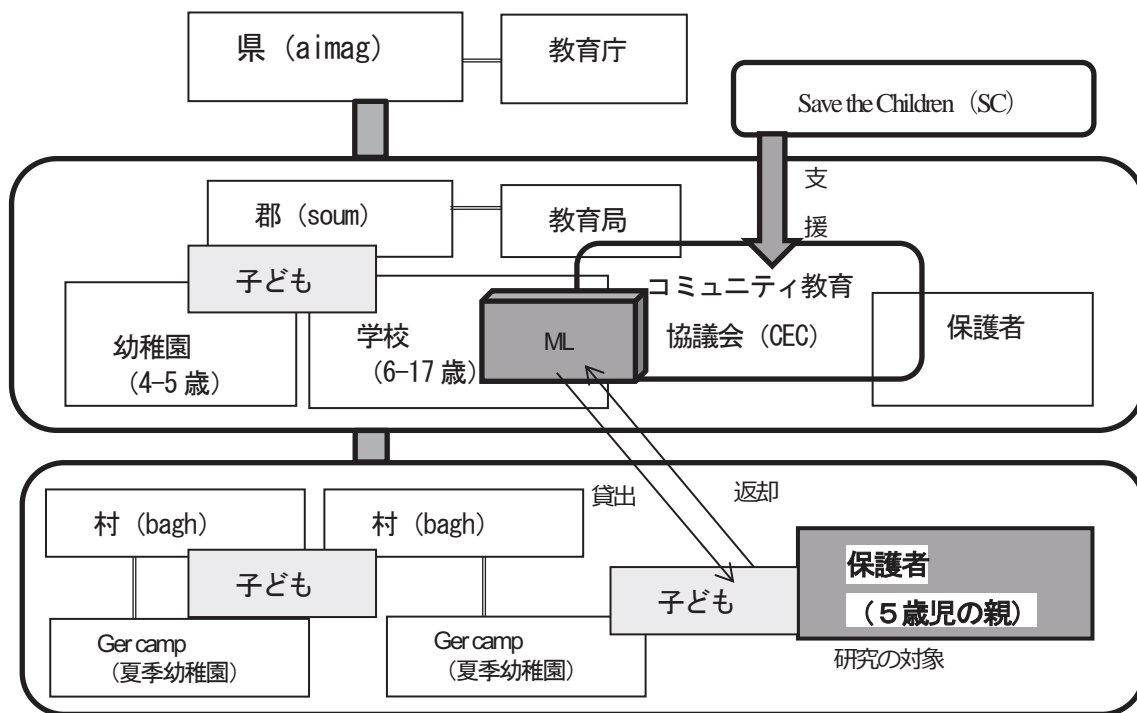 県（aimag）
教育庁
Save the Children（SC）
支
援
郡（soum）
教育局
子ども
コミュニティ教育
協議会（CEC）
幼稚園
（4-5 歳）
学校
（6-17 歳）
ML
保護者
貸出
返却
村（bagh）
村（bagh）
子ども
子ども
保護者
（５歳児の親）
Ger camp
（夏季幼稚園）
Ger camp
（夏季幼稚園）
研究の対象